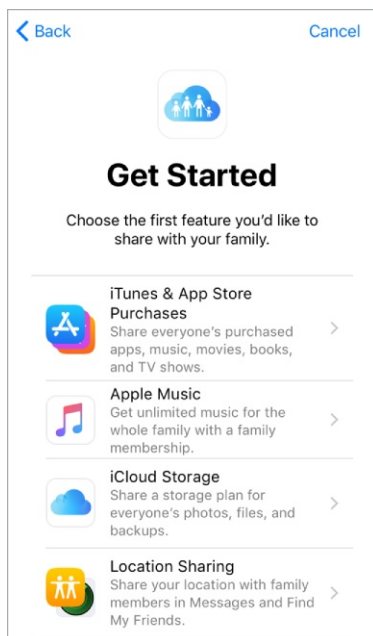 Back
Cancel
Get Started
Choose the first feature you'd like to
share with your family.
iTunes & App Store
Purchases
Share everyone's purchased
apps, music, movies, books,
and TV shows.
Apple Music
Get unlimited music for the
whole family with a family
membership.
iCloud Storage
Share a storage plan for
everyone's photos, files, and
backups.
Location Sharing
Share your location with family
members in Messages and Find
My Friends.